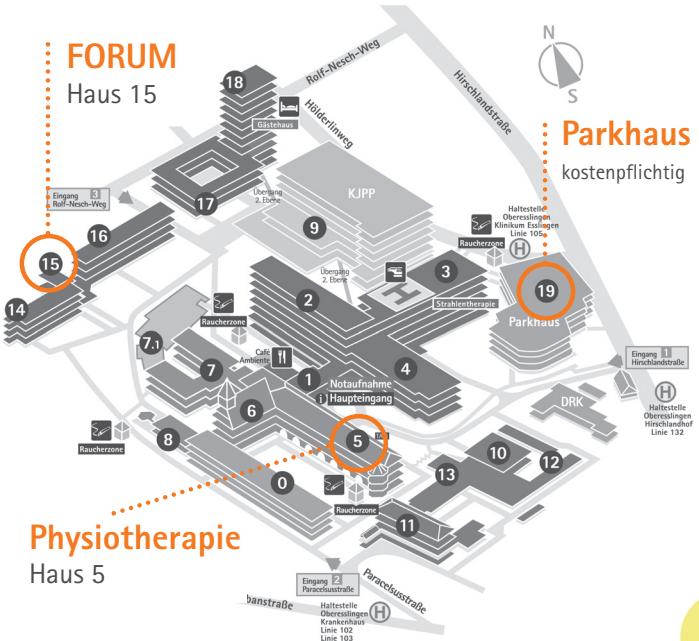 FORUM
Haus 15
N
S
Rolf-Nesch-Weg
Hirschlandstraße
18
Gästehaus
Hölderlinweg
Parkhaus
kostenpflichtig
KJPP
Eingang 3
Rolf-Nesch-Weg
17
Übergang
2. Ebene
9
Haltestelle
Oberesslingen
Klinikum Esslingen
Linie 105
H
Raucherzone
16
15
14
Übergang
2. Ebene
H
3
Strahlentherapie
19
Parkhaus
2
Raucherzone
7.1
7
Café
Ambiente
1
4
Notaufnahme
i Haupteingang
Eingang 1
Hirschlandstraße
DRK
H
Haltestelle
Oberesslingen
Hirschlandhof
Linie 132
6
5
8
Raucherzone
0
13
10
12
11
Raucherzone
Physiotherapie
Haus 5
Eingang 2
Paracelsusstraße
Paracelsusstraße
banstraße
Haltestelle
Oberesslingen
Krankenhaus
Linie 102
Linie 103
H